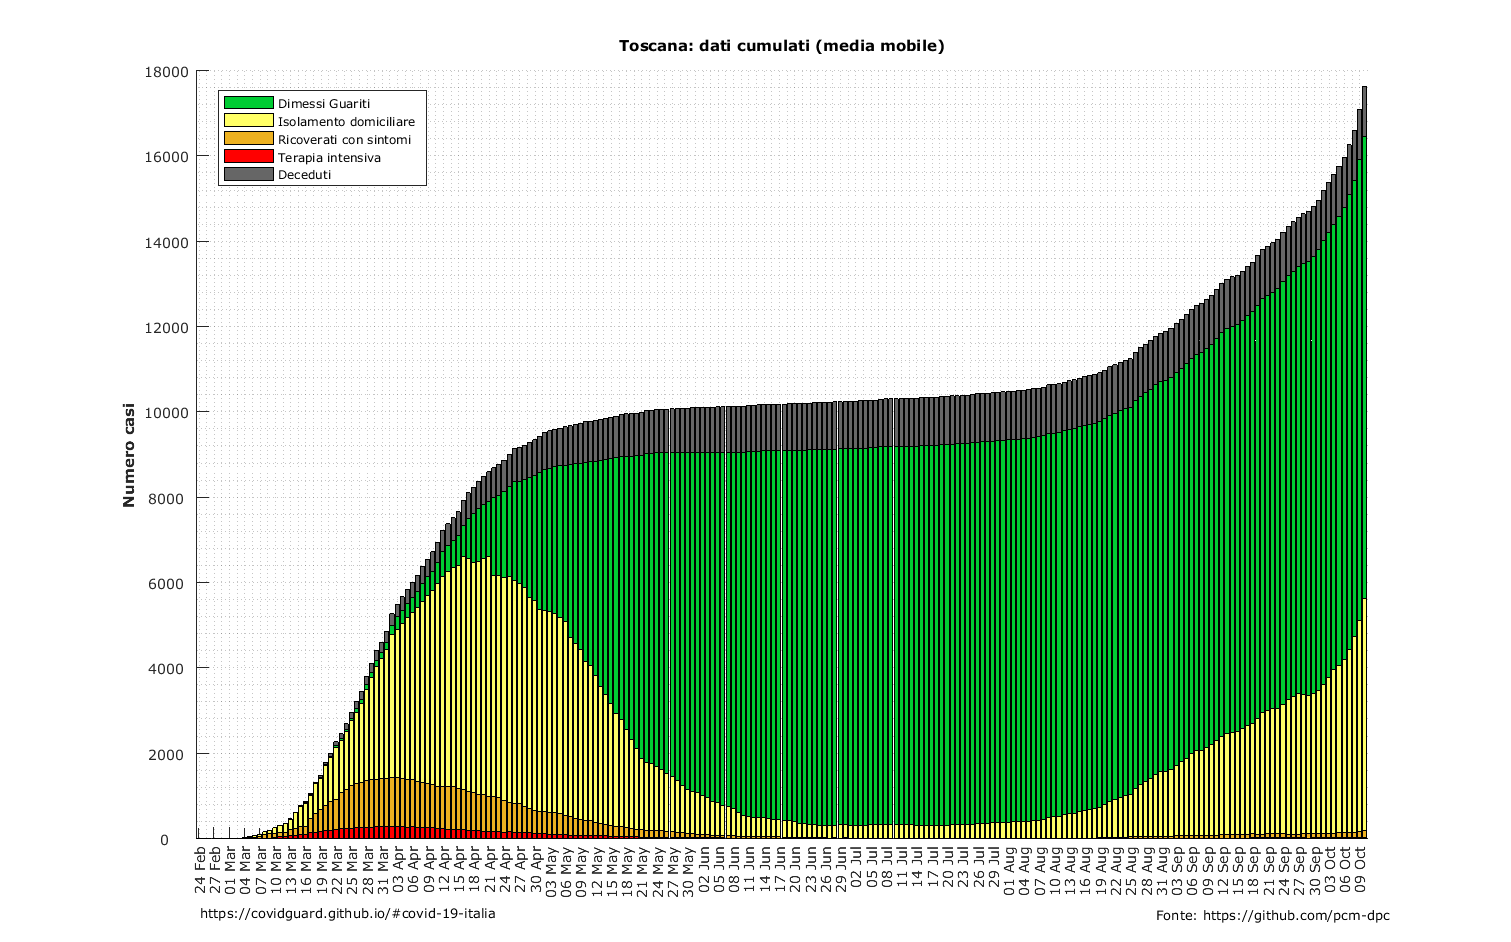 Toscana: dati cumulati (media mobile)
18000
16000
14000
12000
10000
8000
6000
4000
2000
0
Numero casi
Dimessi Guariti
Isolamento domiciliare
Ricoverati con sintomi
Terapia intensiva
Deceduti
24 Feb
27 Feb
01 Mar
04 Mar
07 Mar
10 Mar
13 Mar
16 Mar
19 Mar
22 Mar
25 Mar
28 Mar
31 Mar
03 Apr
06 Apr
09 Apr
12 Apr
15 Apr
18 Apr
21 Apr
24 Apr
27 Apr
30 Apr
03 May
06 May
09 May
12 May
15 May
18 May
21 May
24 May
27 May
30 May
02 Jun
05 Jun
08 Jun
11 Jun
14 Jun
17 Jun
20 Jun
23 Jun
26 Jun
29 Jun
02 Jul
05 Jul
08 Jul
11 Jul
14 Jul
17 Jul
20 Jul
23 Jul
26 Jul
29 Jul
01 Aug
04 Aug
07 Aug
10 Aug
13 Aug
16 Aug
19 Aug
22 Aug
25 Aug
28 Aug
31 Aug
03 Sep
06 Sep
09 Sep
12 Sep
15 Sep
18 Sep
21 Sep
24 Sep
27 Sep
30 Sep
03 Oct
06 Oct
09 Oct
https://covidguard.github.io/#covid-19-italia
Fonte: https://github.com/pcm-dpc